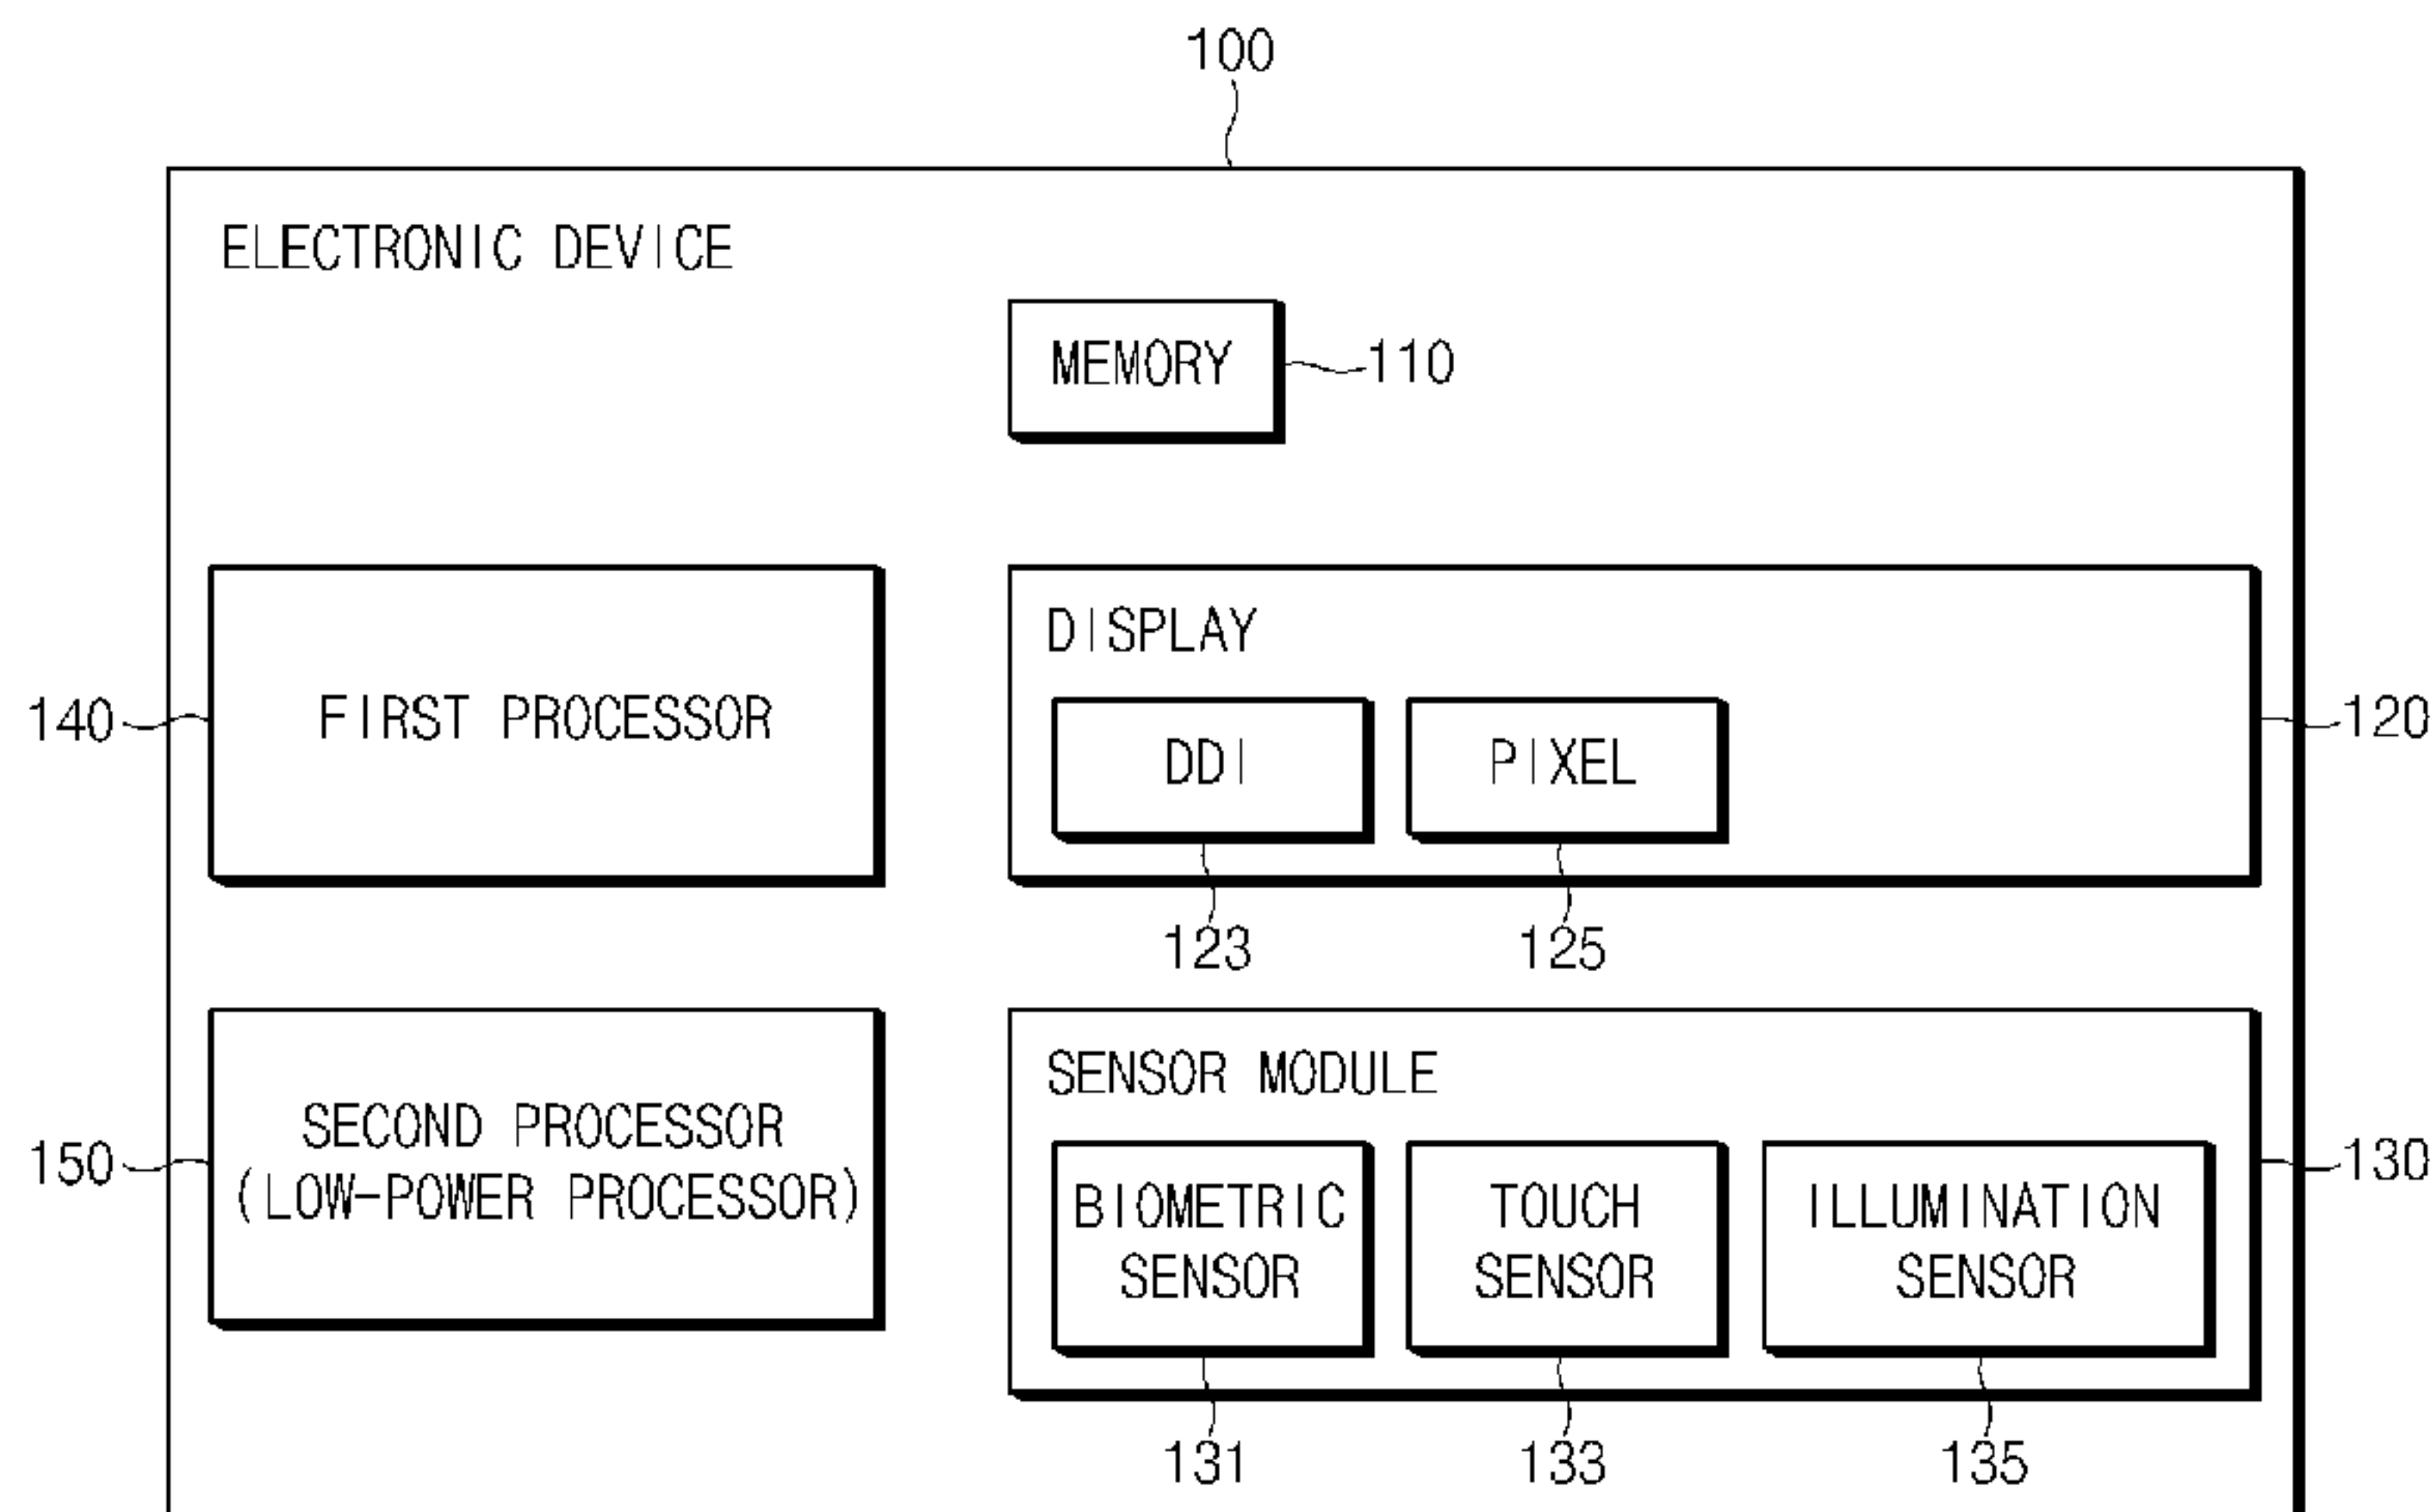 100
ELECTRONIC DEVICE
MEMORY
110
FIRST PROCESSOR
140
DISPLAY
DDI
PIXEL
120
123
125
SECOND PROCESSOR
(LOW-POWER PROCESSOR)
150
SENSOR MODULE
BIOMETRIC
SENSOR
TOUCH
SENSOR
ILLUMINATION
SENSOR
130
131
133
135